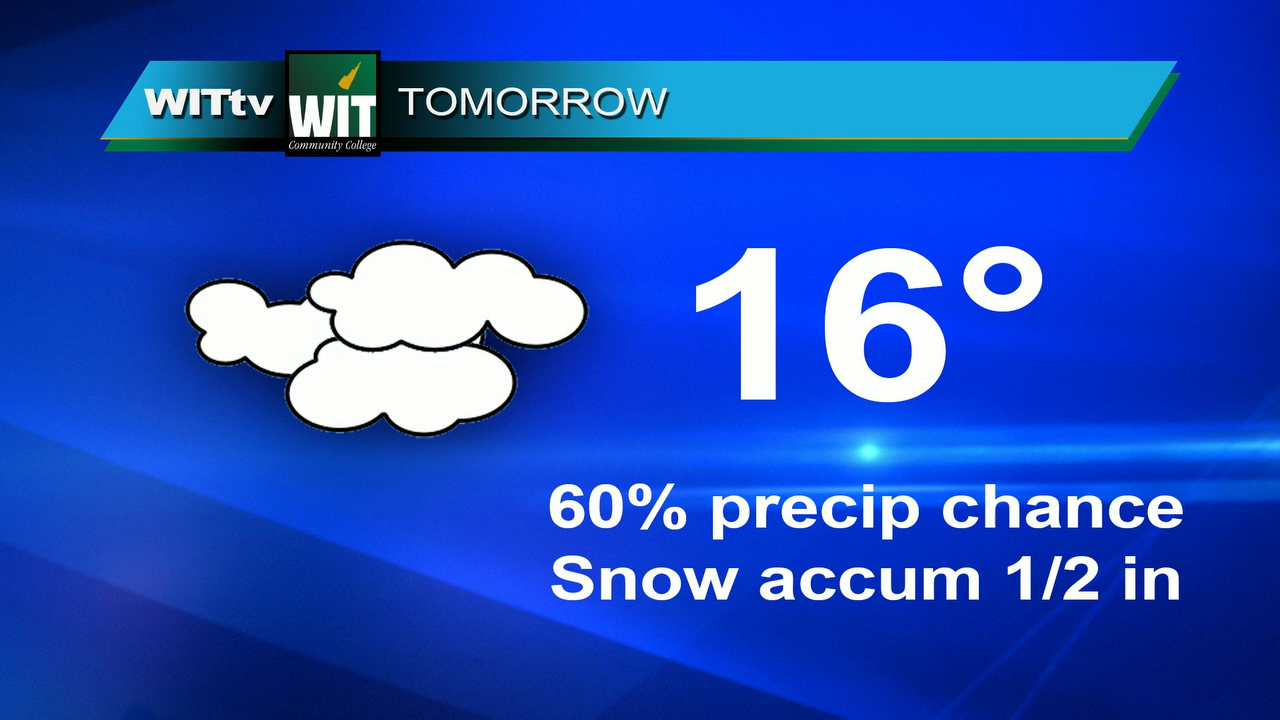 WITtv WIT TOMORROW
Community College
16°
60% precip chance
Snow accum 1/2 in